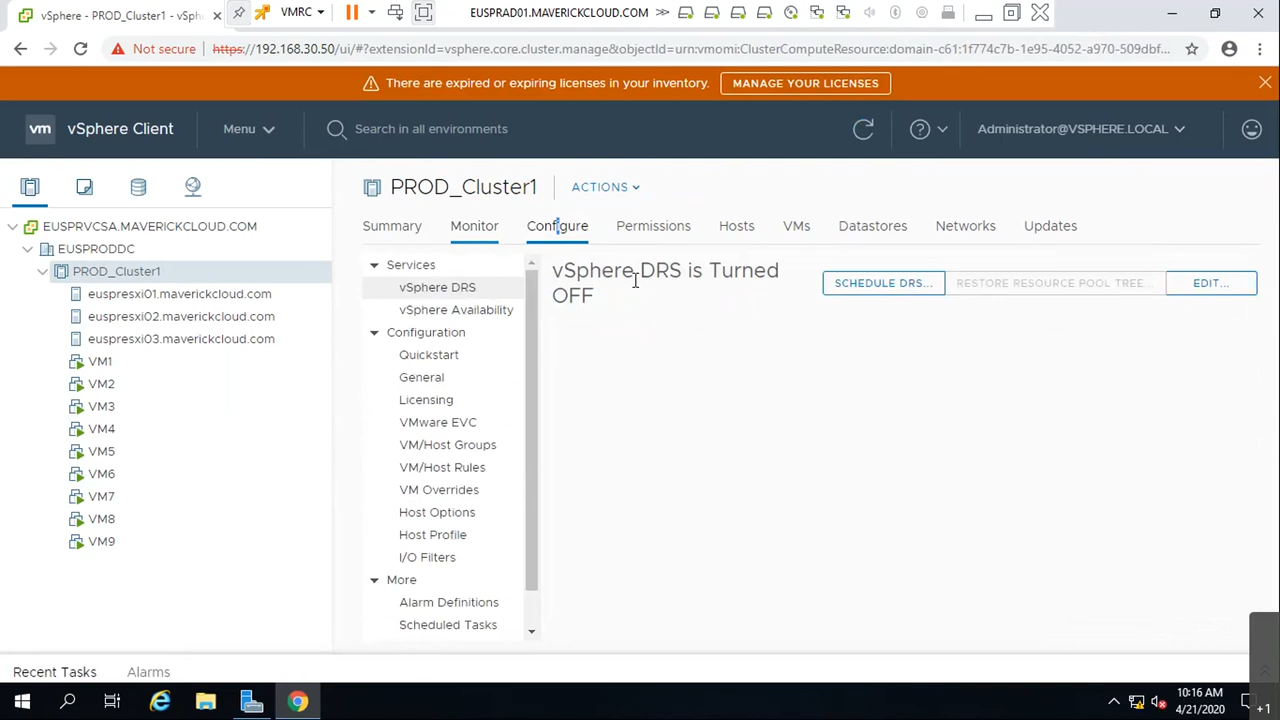 vSphere - PROD_Cluster1 - vSph
VMRC
EUSPRAD01.MAVERICKCLOUD.COM
Not secure
https://192.168.30.50/ui/#?extensionId=vsphere.core.cluster.manage&objectId=urn:vmomi:ClusterComputeResource:domain-c61:1f774c7b-1e95-4052-a970-509dbf...
There are expired or expiring licenses in your inventory.
MANAGE YOUR LICENSES
vm
vSphere Client
Menu
Search in all environments
Administrator@VSPHERE.LOCAL
PROD_Cluster1
ACTIONS
Summary
Monitor
Configure
Permissions
Hosts
VMs
Datastores
Networks
Updates
EUSPRVCSA.MAVERICKCLOUD.COM
EUSPRODDC
PROD_Cluster1
euspresxi01.maverickcloud.com
euspresxi02.maverickcloud.com
euspresxi03.maverickcloud.com
VM1
VM2
VM3
VM4
VM5
VM6
VM7
VM8
VM9
Services
vSphere DRS
vSphere Availability
Configuration
Quickstart
General
Licensing
VMware EVC
VM/Host Groups
VM/Host Rules
VM Overrides
Host Options
Host Profile
I/O Filters
More
Alarm Definitions
Scheduled Tasks
vSphere DRS is Turned
OFF
SCHEDULE DRS...
RESTORE RESOURCE POOL TREE...
EDIT...
Recent Tasks
Alarms
10:16 AM
4/21/2020
+1